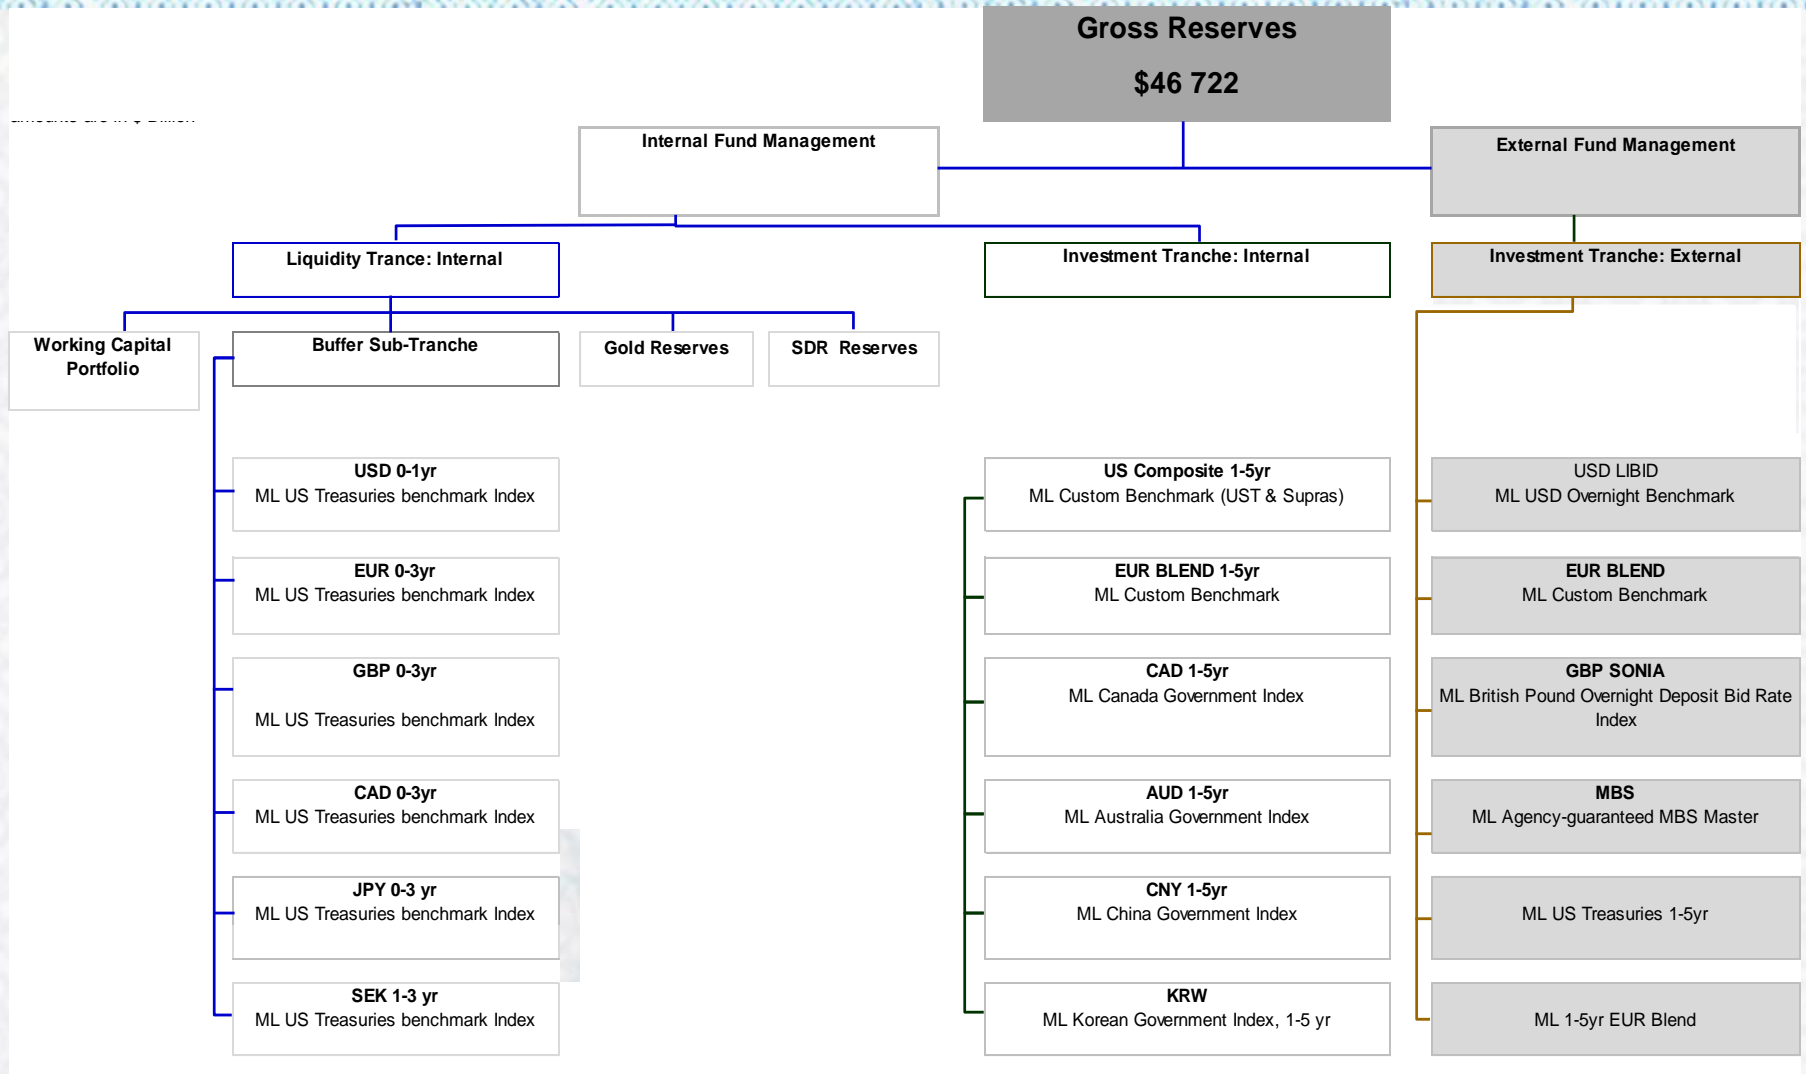 Gross Reserves
$46 722
Internal Fund Management
External Fund Management
Liquidity Trance: Internal
Investment Tranche: Internal
Investment Tranche: External
Working Capital
Portfolio
Buffer Sub-Tranche
Gold Reserves
SDR Reserves
USD 0-1yr
ML US Treasuries benchmark Index
EUR 0-3yr
ML US Treasuries benchmark Index
GBP 0-3yr
ML US Treasuries benchmark Index
CAD 0-3yr
ML US Treasuries benchmark Index
JPY 0-3 yr
ML US Treasuries benchmark Index
SEK 1-3 yr
ML US Treasuries benchmark Index
US Composite 1-5yr
ML Custom Benchmark (UST & Supras)
EUR BLEND 1-5yr
ML Custom Benchmark
CAD 1-5yr
ML Canada Government Index
AUD 1-5yr
ML Australia Government Index
CNY 1-5yr
ML China Government Index
KRW
ML Korean Government Index, 1-5 yr
USD LIBID
ML USD Overnight Benchmark
EUR BLEND
ML Custom Benchmark
GBP SONIA
ML British Pound Overnight Deposit Bid Rate
Index
MBS
ML Agency-guaranteed MBS Master
ML US Treasuries 1-5yr
ML 1-5yr EUR Blend